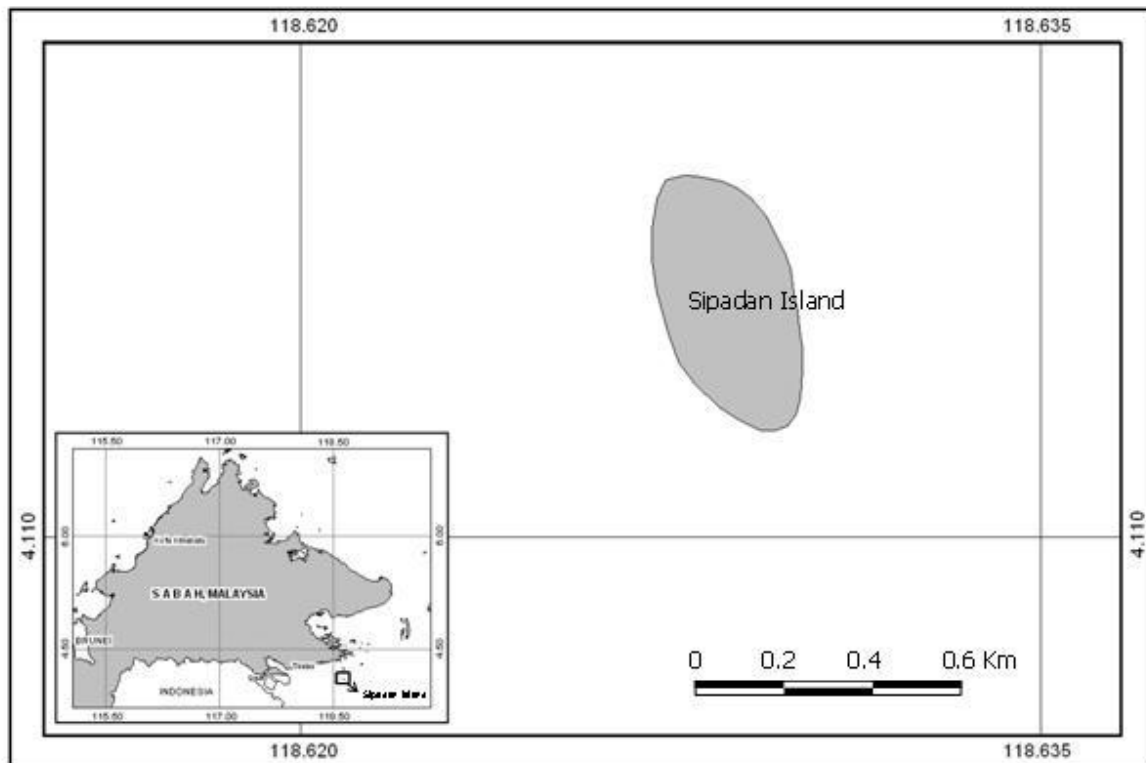 118.620 118.635
Sipadan Island
4.110 4.110
115.50 117.00 118.50
6.00 6.00
SABAH, MALAYSIA
BRUNEI
4.50 4.50
INDONESIA
Sipadan Island
115.50 117.00 118.50
0 0.2 0.4 0.6 Km
118.620 118.635